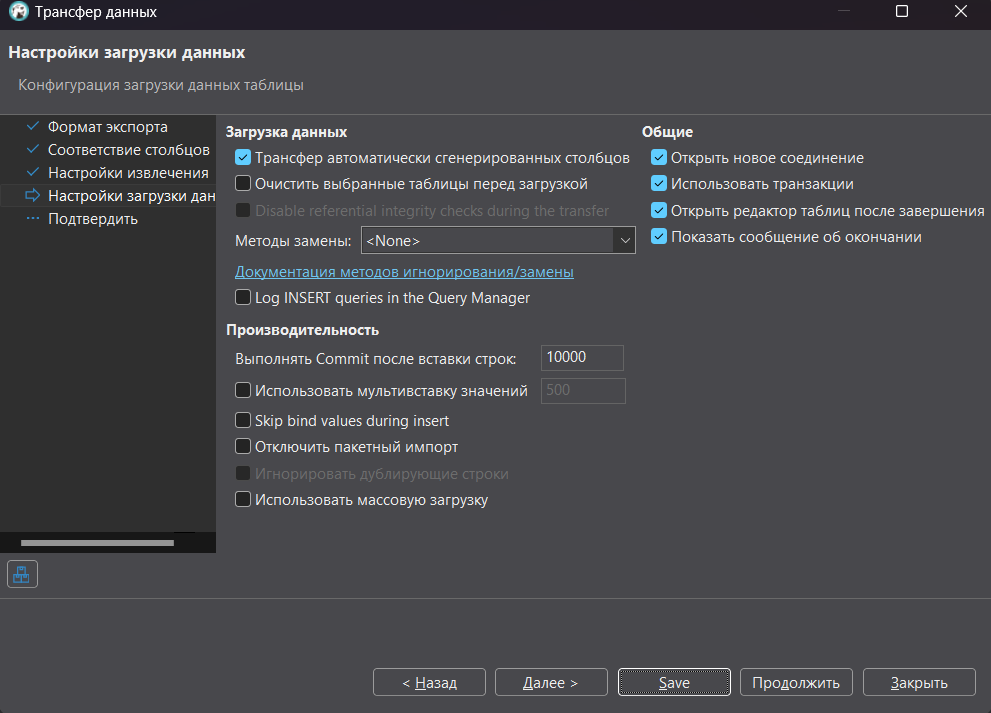 Трансфер данных
Настройки загрузки данных
Конфигурация загрузки данных таблицы
Формат экспорта
Соответствие столбцов
Настройки извлечения
Настройки загрузки дан
Подтвердить
Загрузка данных
Трансфер автоматически сгенерированных столбцов
Очистить выбранные таблицы перед загрузкой
Disable referential integrity checks during the transfer
Методы замены: <None>
Документация методов игнорирования/замены
Log INSERT queries in the Query Manager
Производительность
Выполнять Commit после вставки строк: 10000
Использовать мультивставку значений 500
Skip bind values during insert
Отключить пакетный импорт
Игнорировать дублирующие строки
Использовать массовую загрузку
Общие
Открыть новое соединение
Использовать транзакции
Открыть редактор таблиц после завершения
Показать сообщение об окончании
< Назад Далее > Save Продолжить Закрыть